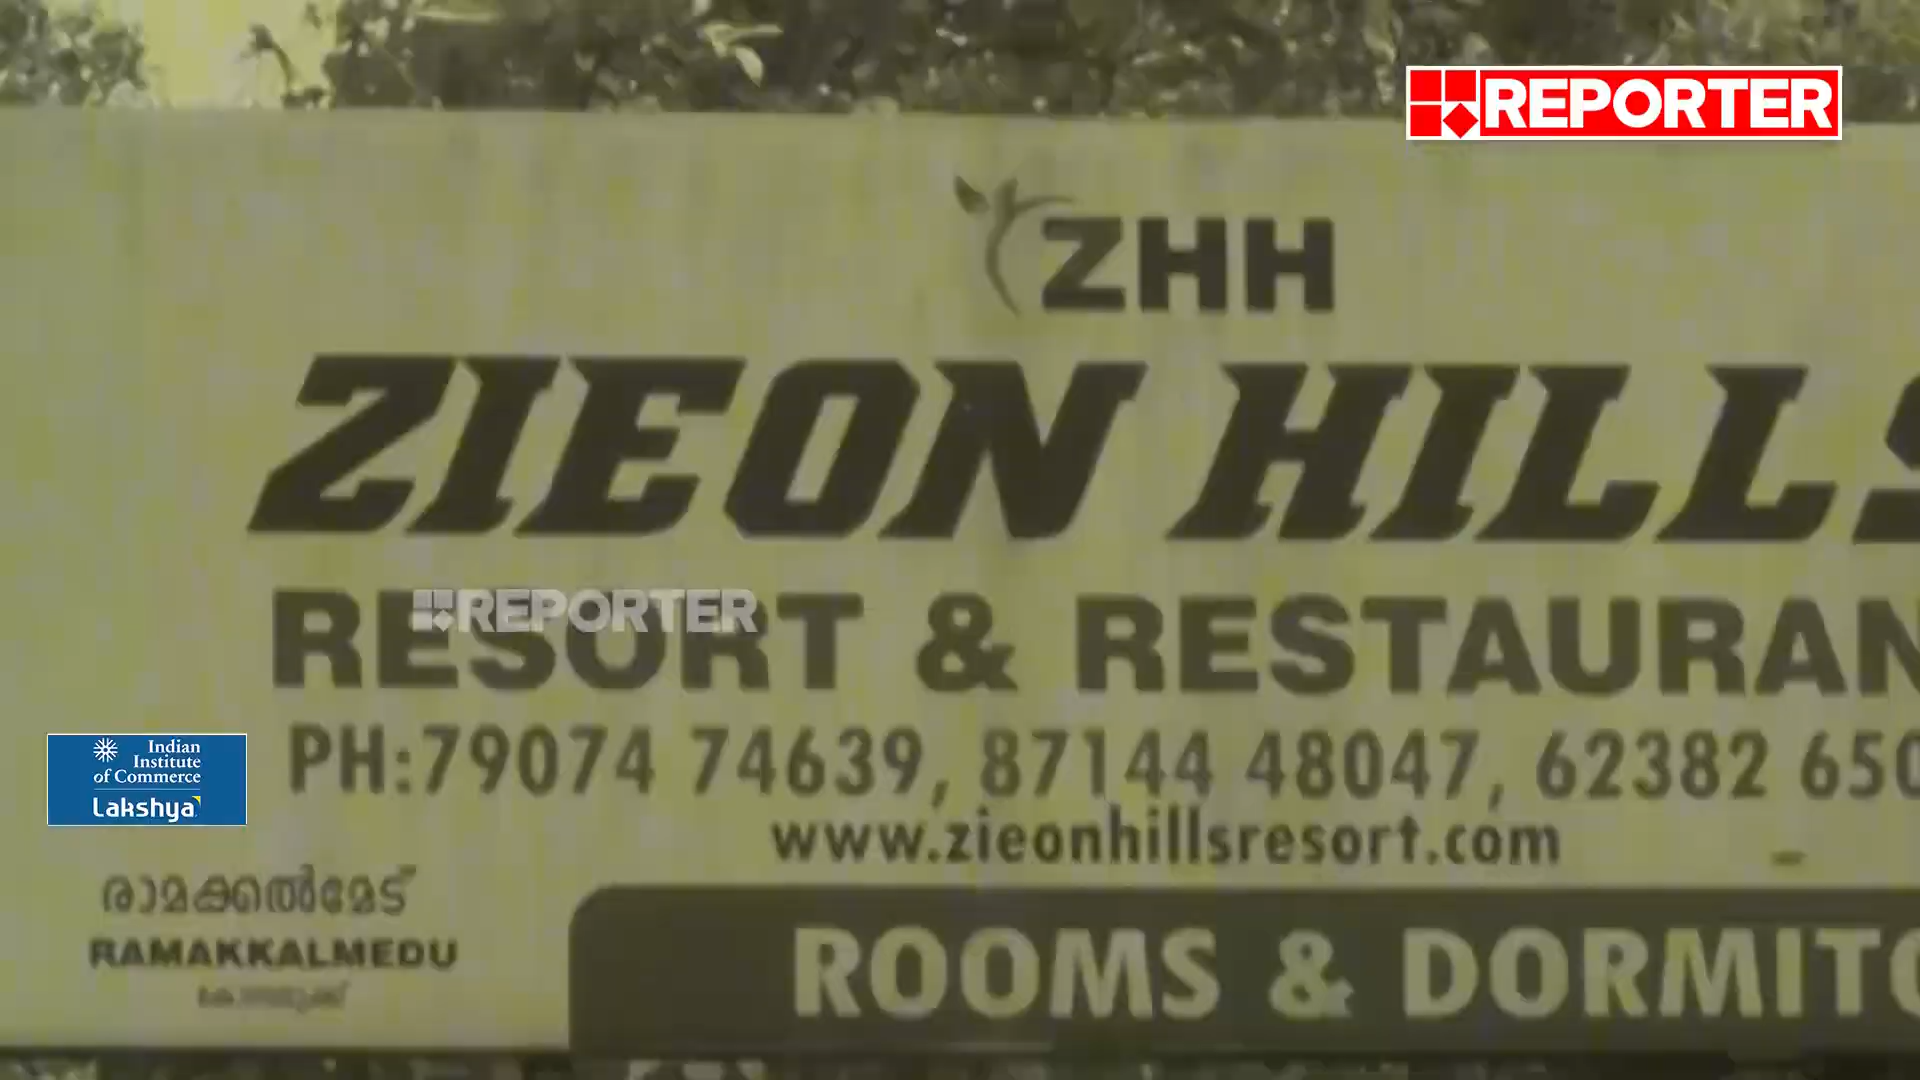 REPORTER
ZHH
ZIEON HILLS
RESORT & RESTAURAN
REPORTER
PH:79074 74639, 87144 48047, 62382 650
www.zieonhillsresort.com
Indian
Institute
of Commerce
Lakshya
രാമക്കൽമേട്
RAMAKKALMEDU
ROOMS & DORMITO